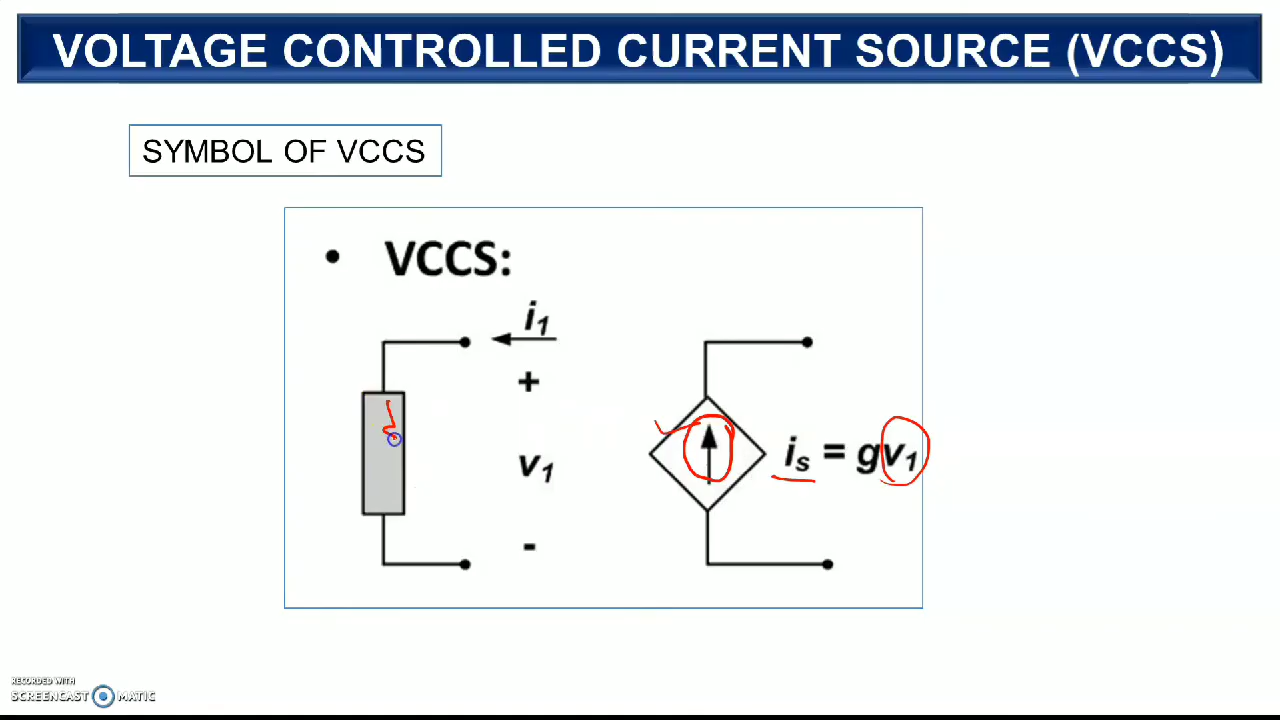 VOLTAGE CONTROLLED CURRENT SOURCE (VCCS)
SYMBOL OF VCCS
• VCCS:
i1
+
v1
-
is = gv1
RECORDED WITH
SCREENCAST MATIC